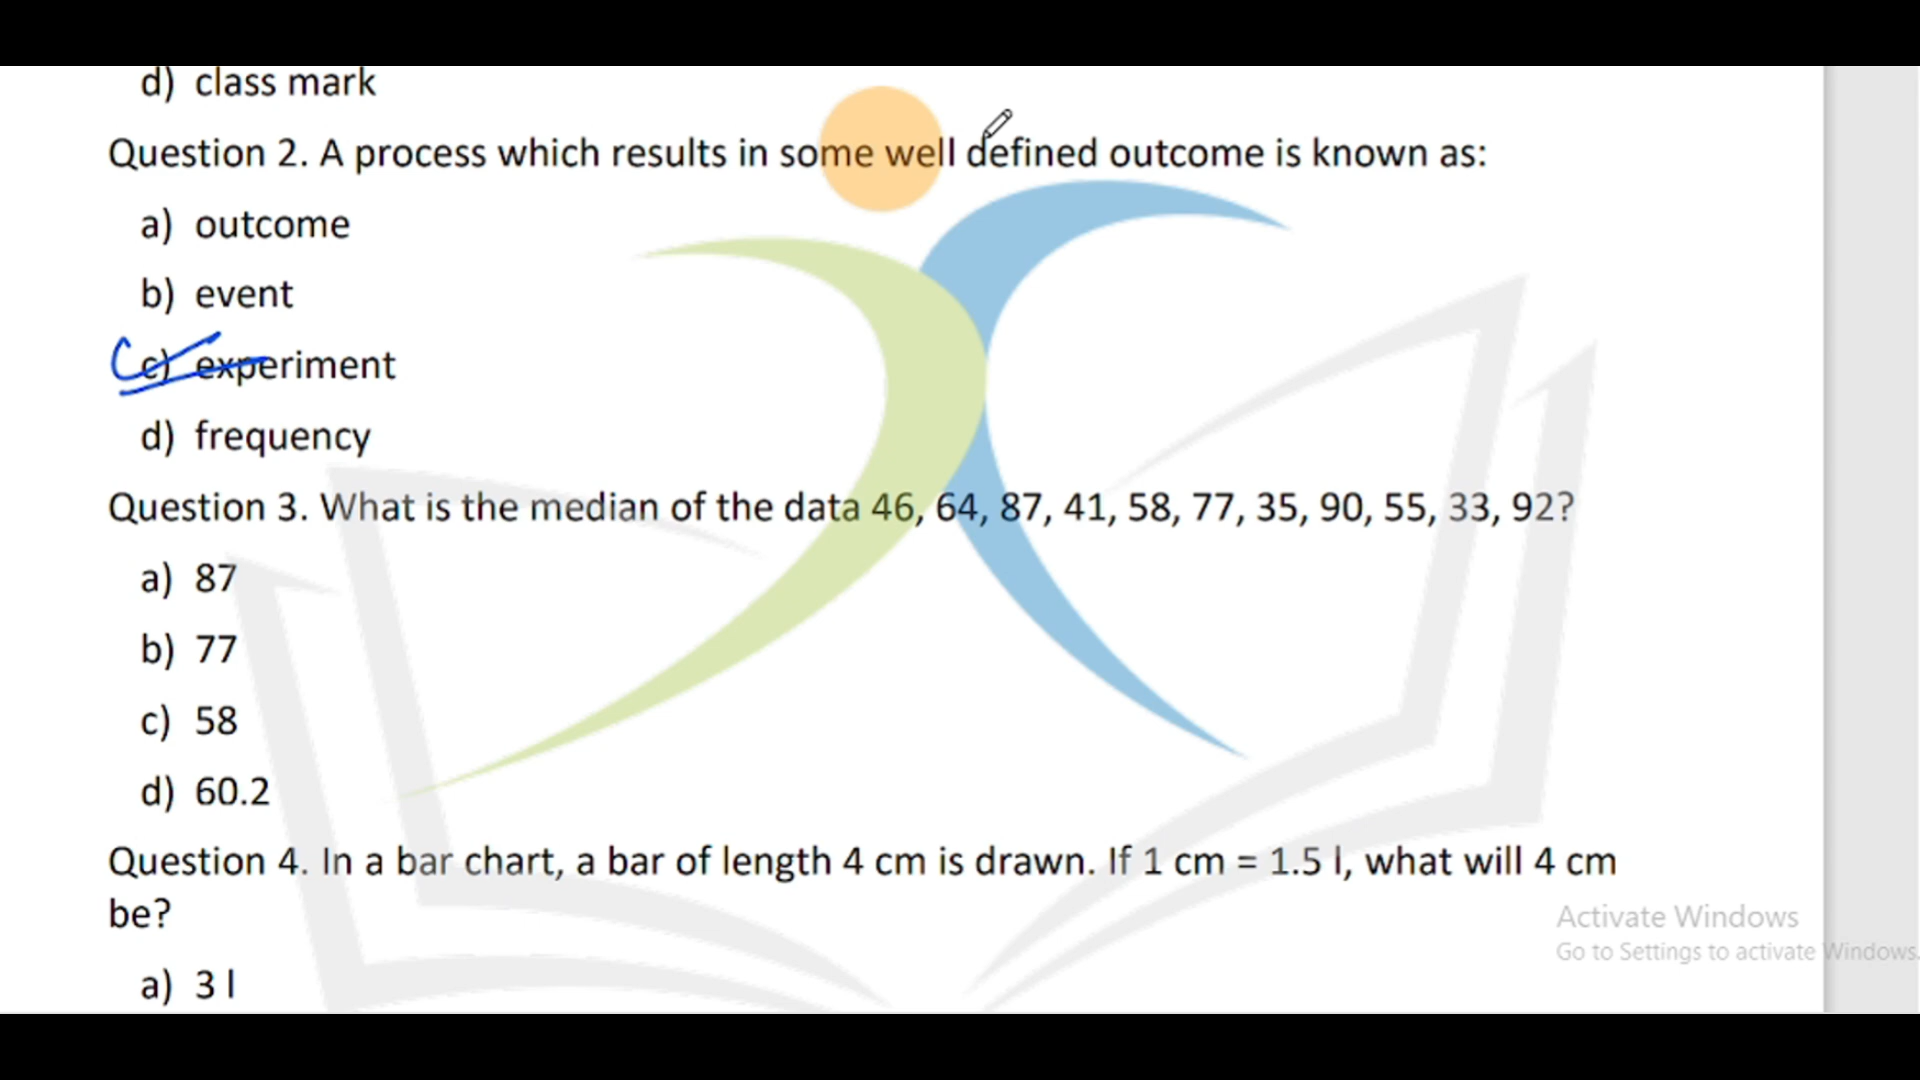 d) class mark
Question 2. A process which results in some well defined outcome is known as:
a) outcome
b) event
c) experiment
d) frequency
Question 3. What is the median of the data 46, 64, 87, 41, 58, 77, 35, 90, 55, 33, 92?
a) 87
b) 77
c) 58
d) 60.2
Question 4. In a bar chart, a bar of length 4 cm is drawn. If 1 cm = 1.5 l, what will 4 cm
be?
a) 3 l
Activate Windows
Go to Settings to activate Windows.